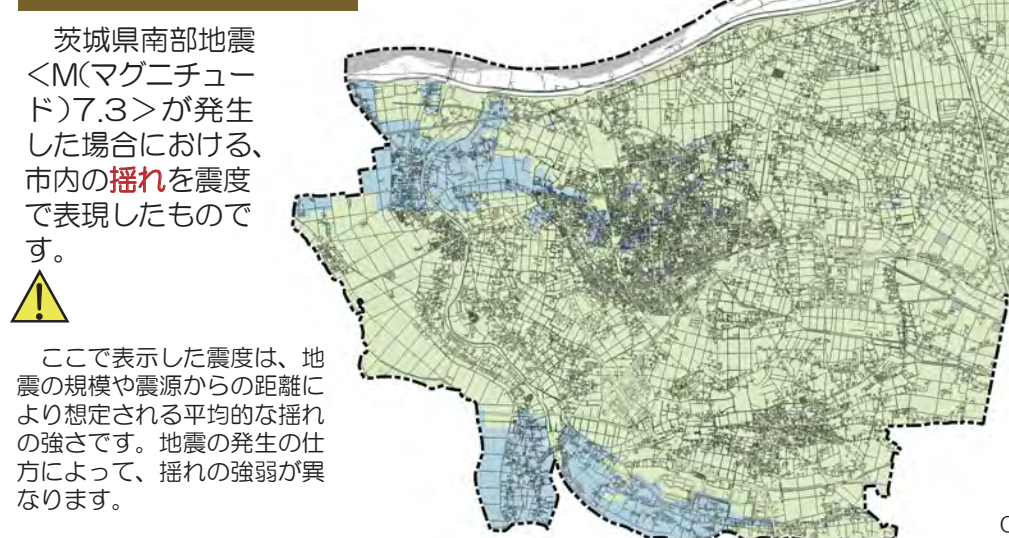 茨城県南部地震
＜M(マグニチュー
ド)7.3＞が発生
した場合における、
市内の揺れを震度
で表現したもので
す。
ここで表示した震度は、地
震の規模や震源からの距離に
より想定される平均的な揺れ
の強さです。地震の発生の仕
方によって、揺れの強弱が異
なります。